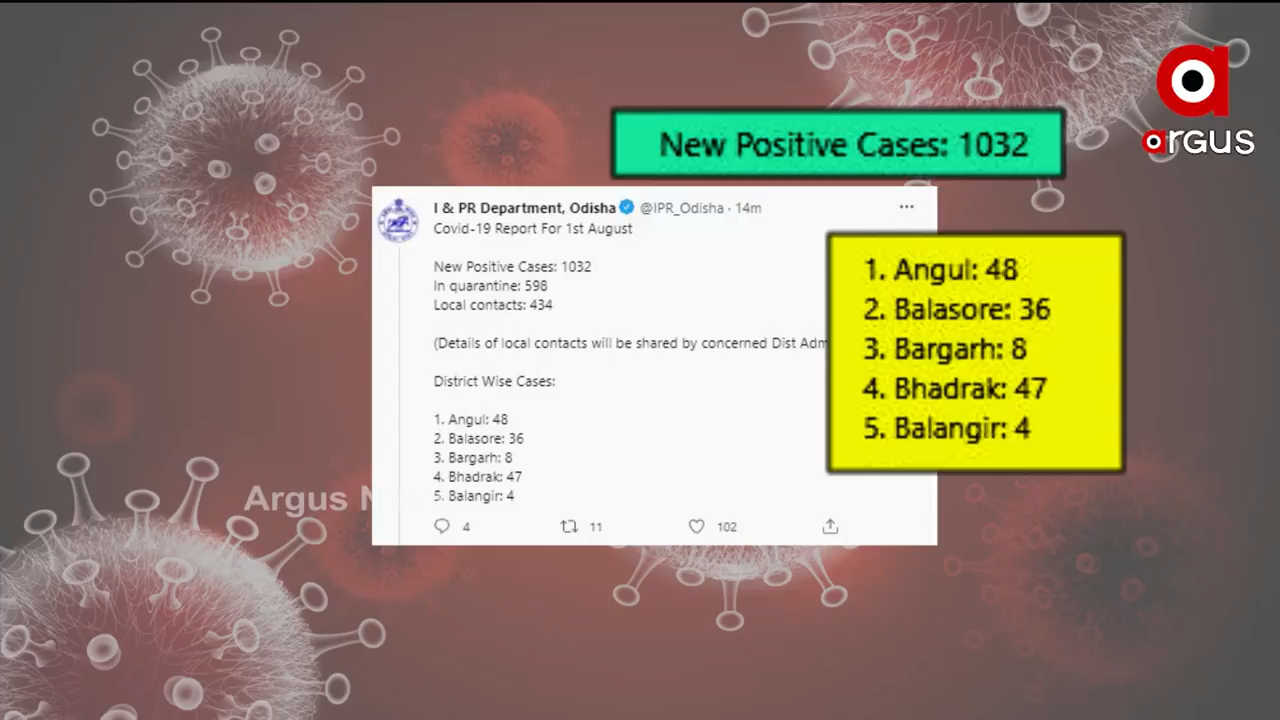 New Positive Cases: 1032
argus
I & PR Department, Odisha @IPR_Odisha · 14m
Covid-19 Report For 1st August
New Positive Cases: 1032
In quarantine: 598
Local contacts: 434
(Details of local contacts will be shared by concerned Dist Adm
District Wise Cases:
1. Angul: 48
2. Balasore: 36
3. Bargarh: 8
4. Bhadrak: 47
5. Balangir: 4
4 11 102
1. Angul: 48
2. Balasore: 36
3. Bargarh: 8
4. Bhadrak: 47
5. Balangir: 4
Argus N